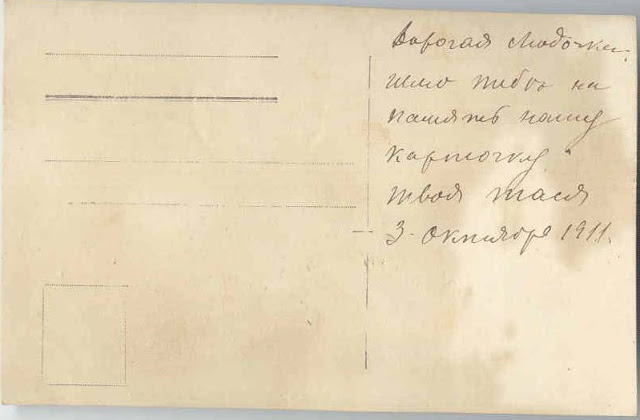 Дорогая Людочка!
шлю тебѣ на
память нашу
карточку
твоя Тася
3 Октября 1911.